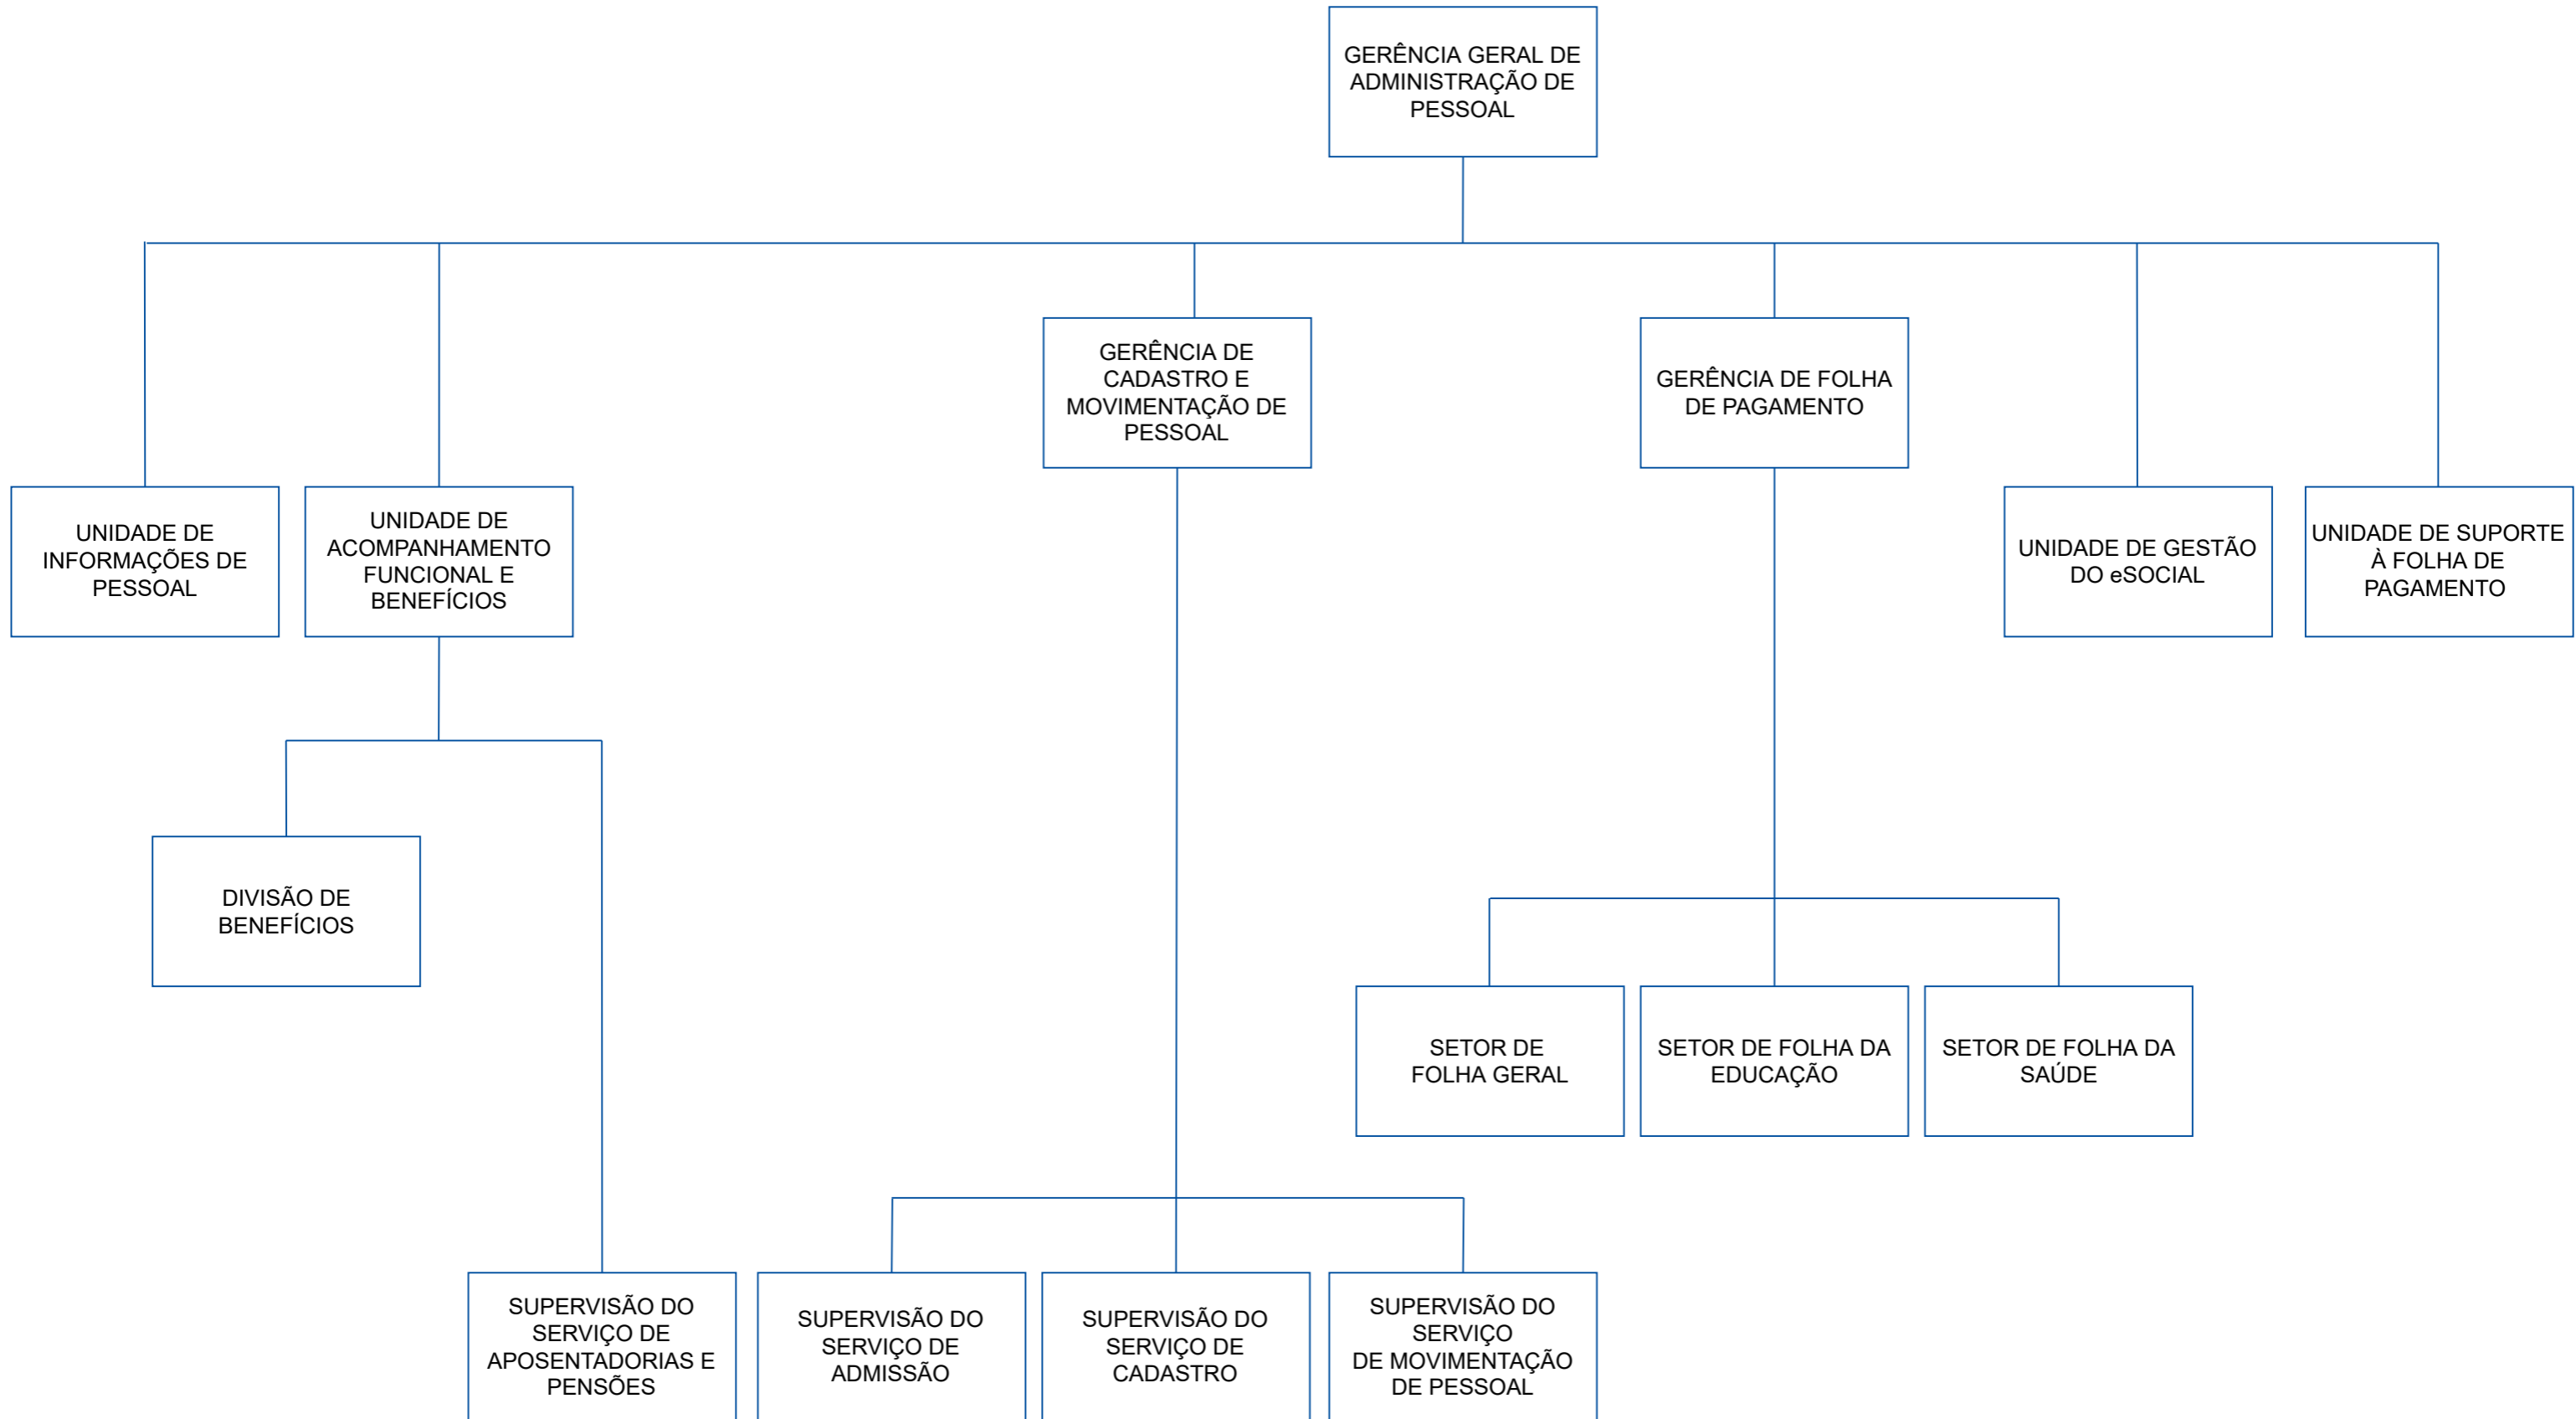 GERÊNCIA GERAL DE
ADMINISTRAÇÃO DE
PESSOAL
GERÊNCIA DE
CADASTRO E
MOVIMENTAÇÃO DE
PESSOAL
GERÊNCIA DE FOLHA
DE PAGAMENTO
UNIDADE DE
INFORMAÇÕES DE
PESSOAL
UNIDADE DE
ACOMPANHAMENTO
FUNCIONAL E
BENEFÍCIOS
UNIDADE DE GESTÃO
DO eSOCIAL
UNIDADE DE SUPORTE
À FOLHA DE
PAGAMENTO
DIVISÃO DE
BENEFÍCIOS
SETOR DE
FOLHA GERAL
SETOR DE FOLHA DA
EDUCAÇÃO
SETOR DE FOLHA DA
SAÚDE
SUPERVISÃO DO
SERVIÇO DE
APOSENTADORIAS E
PENSÕES
SUPERVISÃO DO
SERVIÇO DE
ADMISSÃO
SUPERVISÃO DO
SERVIÇO DE
CADASTRO
SUPERVISÃO DO
SERVIÇO
DE MOVIMENTAÇÃO
DE PESSOAL